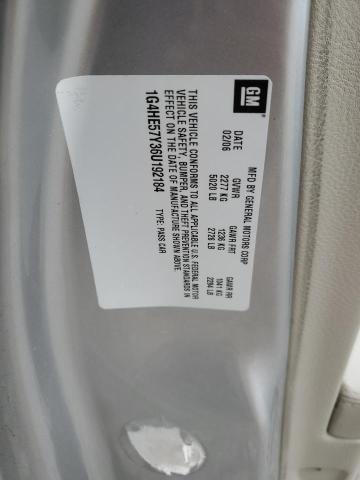 GM
MFD BY GENERAL MOTORS CORP
DATE GVWR GAWR FRT GAWR RR
02/06 2277 KG 1236 KG 1041 KG
5020 LB 2726 LB 2294 LB
THIS VEHICLE CONFORMS TO ALL APPLICABLE U.S. FEDERAL MOTOR
VEHICLE SAFETY, BUMPER, AND THEFT PREVENTION STANDARDS IN
EFFECT ON THE DATE OF MANUFACTURE SHOWN ABOVE.
1G4HE57Y36U192184 TYPE: PASS CAR